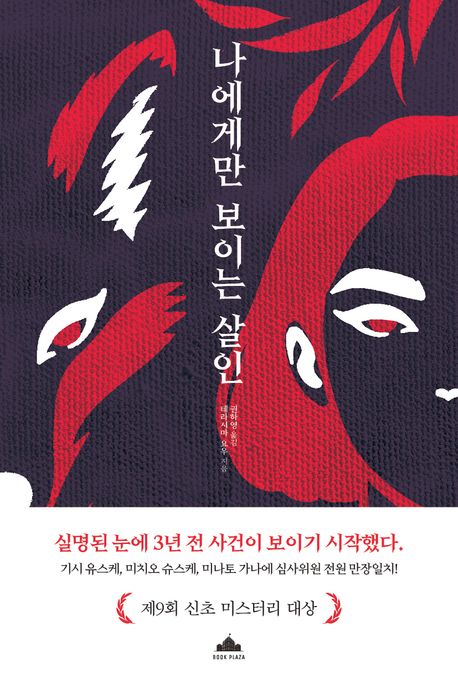 나에게만 보이는 살인
테라시마 요우 지음
권하영 옮김
실명된 눈에 3년 전 사건이 보이기 시작했다.
기시 유스케, 미치오 슈스케, 미나토 가나에 심사위원 전원 만장일치!
제9회 신초 미스터리 대상
BOOK PLAZA